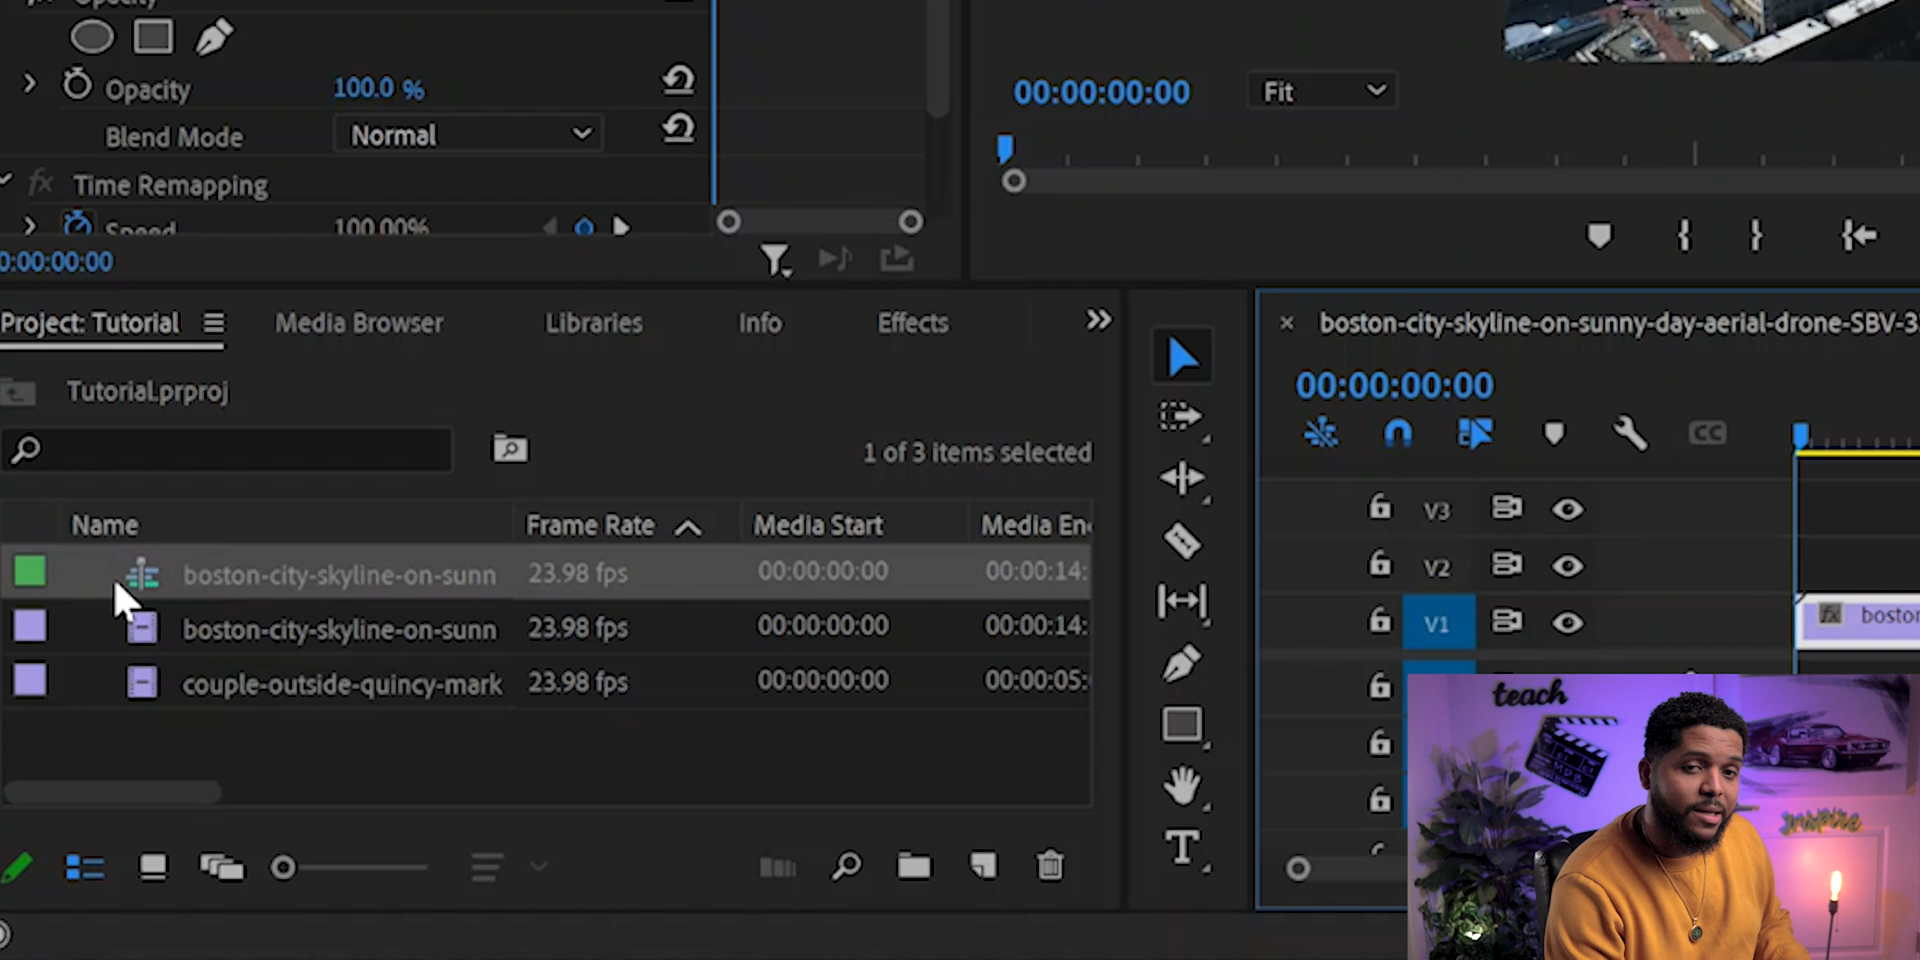 Opacity
Opacity
100.0 %
Blend Mode
Normal
fx Time Remapping
Speed
100.00%
0:00:00:00
00:00:00:00
Fit
Project: Tutorial
Media Browser
Libraries
Info
Effects
Tutorial.prproj
1 of 3 items selected
Name
Frame Rate
Media Start
Media En
boston-city-skyline-on-sunn
23.98 fps
00:00:00:00
00:00:14:
boston-city-skyline-on-sunn
23.98 fps
00:00:00:00
00:00:14:
couple-outside-quincy-mark
23.98 fps
00:00:00:00
00:00:05:
T
boston-city-skyline-on-sunny-day-aerial-drone-SBV-3
00:00:00:00
CC
V3
V2
V1
fx boston
teach
inspire